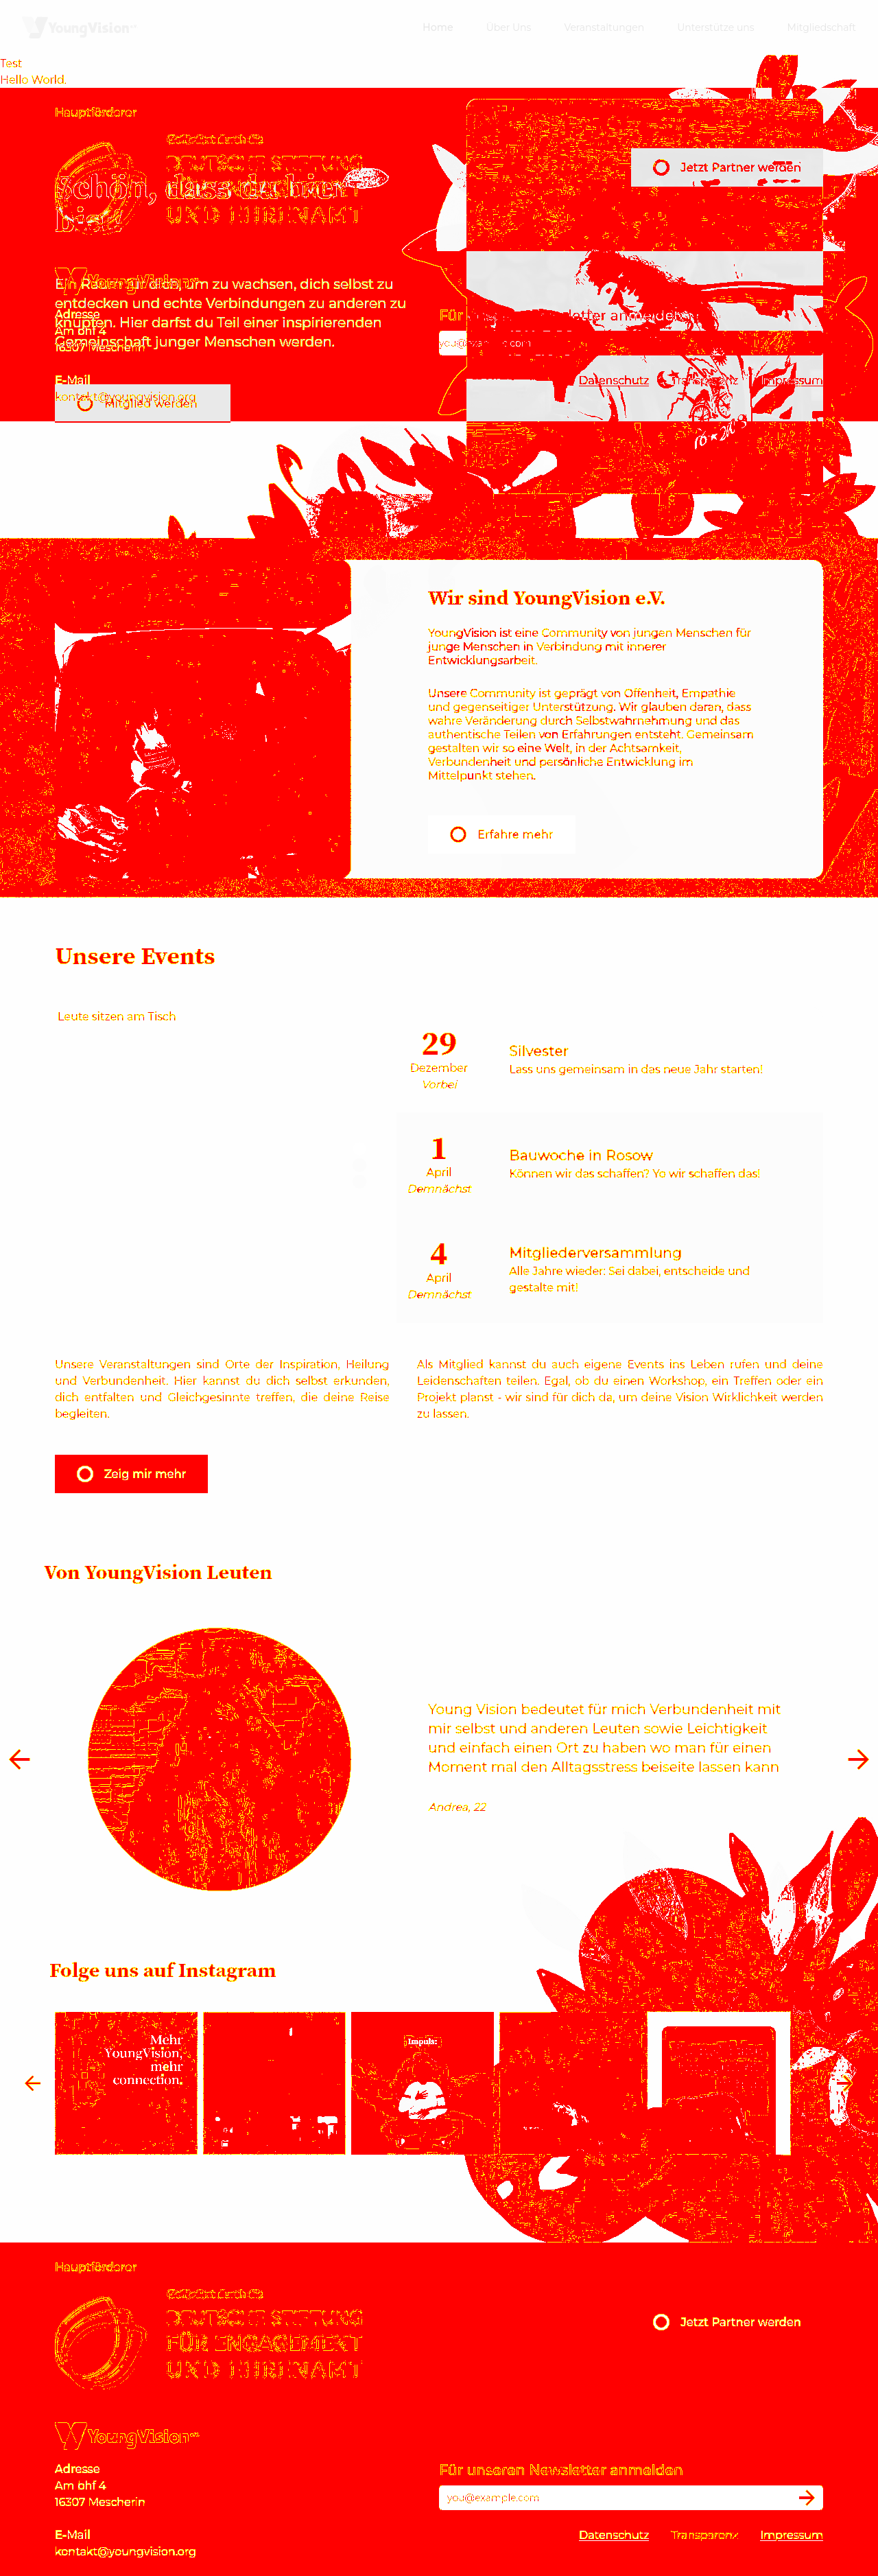 YoungVision
Home Über Uns Veranstaltungen Unterstütze uns Mitgliedschaft
Test
Hello World.
Hauptförderer
Jetzt Partner werden
Schön, dass du hier
bist
UND EHRENAMT
Ein Raum für dich, um zu wachsen, dich selbst zu
entdecken und echte Verbindungen zu anderen zu
knüpfen. Hier darfst du Teil einer inspirierenden
Gemeinschaft junger Menschen werden.
Adresse
Am bhf 4
16307 Mescherin
E-Mail
kontakt@youngvision.org
Mitglied werden
Für
anmelden
Datenschutz Transparenz Impressum
Wir sind YoungVision e.V.
YoungVision ist eine Community von jungen Menschen für
junge Menschen in Verbindung mit innerer
Entwicklungsarbeit.
Unsere Community ist geprägt von Offenheit, Empathie
und gegenseitiger Unterstützung. Wir glauben daran, dass
wahre Veränderung durch Selbstwahrnehmung und das
authentische Teilen von Erfahrungen entsteht. Gemeinsam
gestalten wir so eine Welt, in der Achtsamkeit,
Verbundenheit und persönliche Entwicklung im
Mittelpunkt stehen.
Erfahre mehr
Unsere Events
Leute sitzen am Tisch
29
Dezember
Vorbei
Silvester
Lass uns gemeinsam in das neue Jahr starten!
1
April
Demnächst
Bauwoche in Rosow
Können wir das schaffen? Yo wir schaffen das!
4
April
Demnächst
Mitgliederversammlung
Alle Jahre wieder: Sei dabei, entscheide und
gestalte mit!
Unsere Veranstaltungen sind Orte der Inspiration, Heilung
und Verbundenheit. Hier kannst du dich selbst erkunden,
dich entfalten und Gleichgesinnte treffen, die deine Reise
begleiten.
Als Mitglied kannst du auch eigene Events ins Leben rufen und deine
Leidenschaften teilen. Egal, ob du einen Workshop, ein Treffen oder ein
Projekt planst - wir sind für dich da, um deine Vision Wirklichkeit werden
zu lassen.
Zeig mir mehr
Von YoungVision Leuten
Young Vision bedeutet für mich Verbundenheit mit
mir selbst und anderen Leuten sowie Leichtigkeit
und einfach einen Ort zu haben wo man für einen
Moment mal den Alltagsstress beiseite lassen kann
Andrea, 22
Folge uns auf Instagram
Mehr
YoungVision,
mehr
connection.
Impuls:
Hauptförderer
DEUTSCHE STIFTUNG
FÜR ENGAGEMENT
UND EHRENAMT
Jetzt Partner werden
YoungVision
Adresse
Am bhf 4
16307 Mescherin
E-Mail
kontakt@youngvision.org
Für unseren Newsletter anmelden
you@example.com
Datenschutz Transparenz Impressum